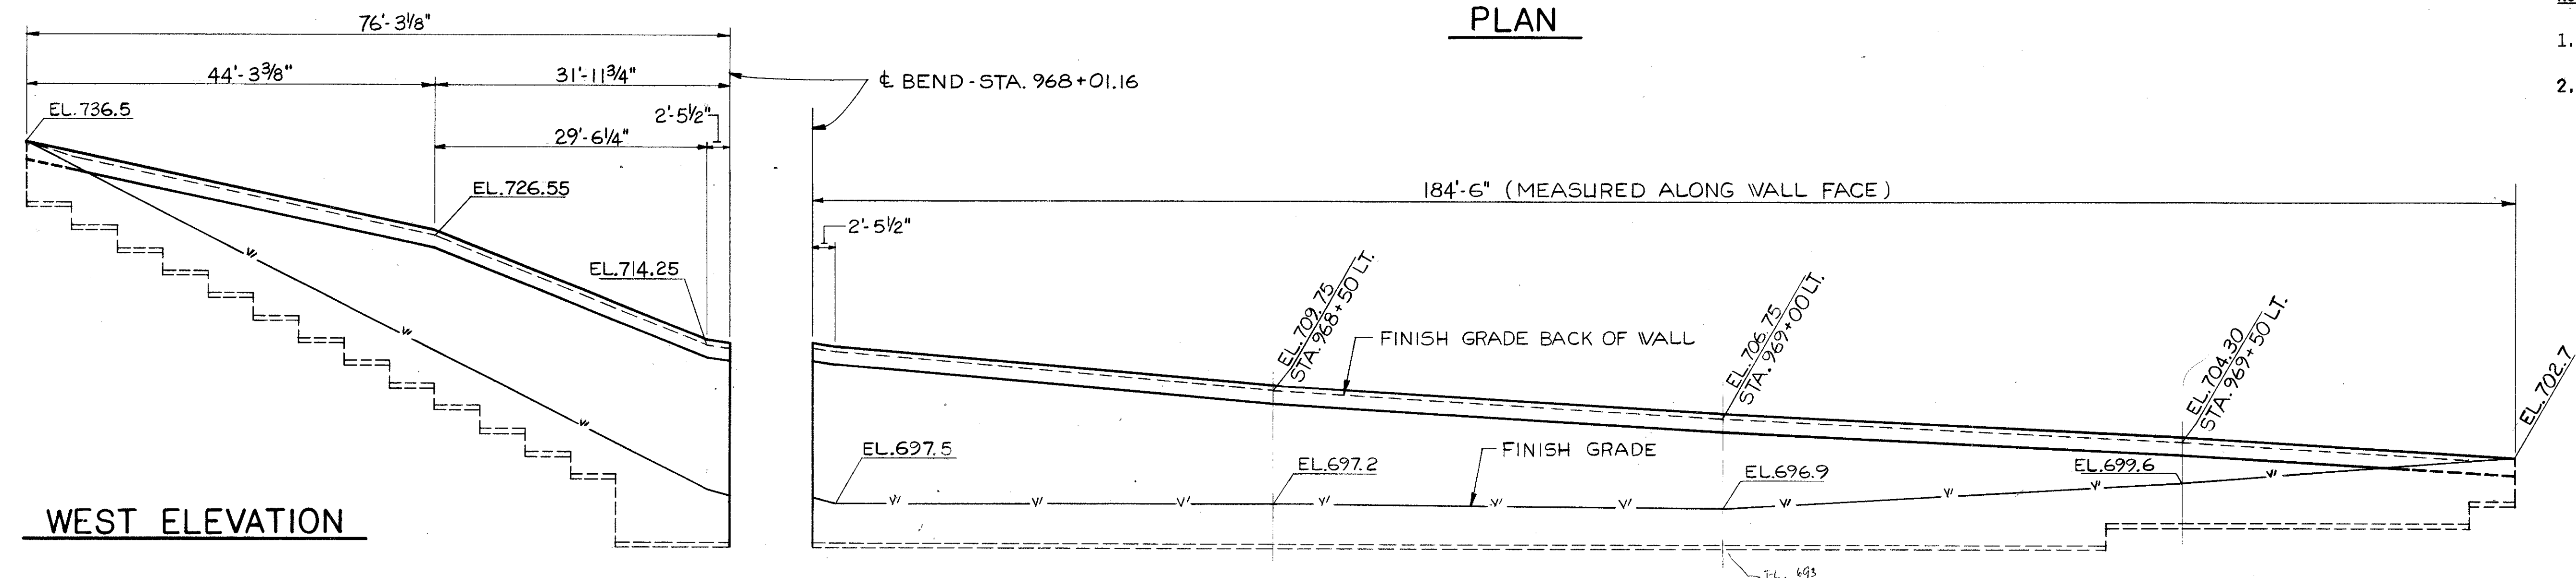 PLAN
1.
2.
76'-3 1/8"
44'-3 3/8"
31'-11 3/4"
₵ BEND - STA. 968+01.16
EL. 736.5
2'-5 1/2"
29'-6 1/4"
EL. 726.55
184'-6" (MEASURED ALONG WALL FACE)
2'-5 1/2"
EL. 714.25
EL. 709.75
STA. 968+50 LT.
FINISH GRADE BACK OF WALL
EL. 706.75
STA. 969+00 LT.
EL. 704.30
STA. 969+50 LT.
EL. 702.7
EL. 697.5
EL. 697.2
FINISH GRADE
EL. 696.9
EL. 699.6
WEST ELEVATION
693